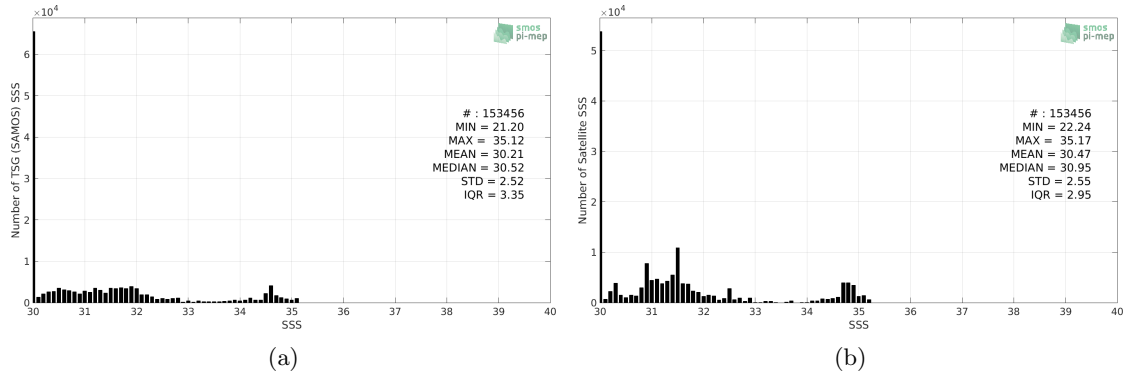 ×10⁴
smos
pi-mep
6
5
4
3
2
1
0
Number of TSG (SAMOS) SSS
# : 153456
MIN = 21.20
MAX = 35.12
MEAN = 30.21
MEDIAN = 30.52
STD = 2.52
IQR = 3.35
30 31 32 33 34 35 36 37 38 39 40
SSS
(a)
×10⁴
smos
pi-mep
5
4
3
2
1
0
Number of Satellite SSS
# : 153456
MIN = 22.24
MAX = 35.17
MEAN = 30.47
MEDIAN = 30.95
STD = 2.55
IQR = 2.95
30 31 32 33 34 35 36 37 38 39 40
SSS
(b)